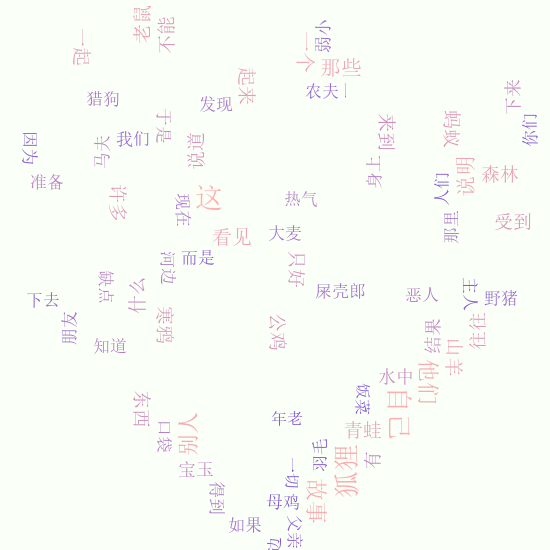 老鼠
不能
一起
弱小
一个
那些
起来
农夫
一
下来
猎狗
发现
于是
来到
蚂蚁
你们
因为
我们
马夫
说道
身上
说明
森林
准备
许多
现在
这
热气
人们
那里
受到
看见
大麦
河边
而是
只好
缺点
什么
下去
屎壳郎
恶人
主人
野猪
朋友
寒鸦
公鸡
知道
结果
往往
山羊
水中
他们
饭菜
自己
东西
口袋
别人
年老
青蛙
毛羽
狐狸
有
宝玉
一切
得到
母鸡
故事
如果
父亲